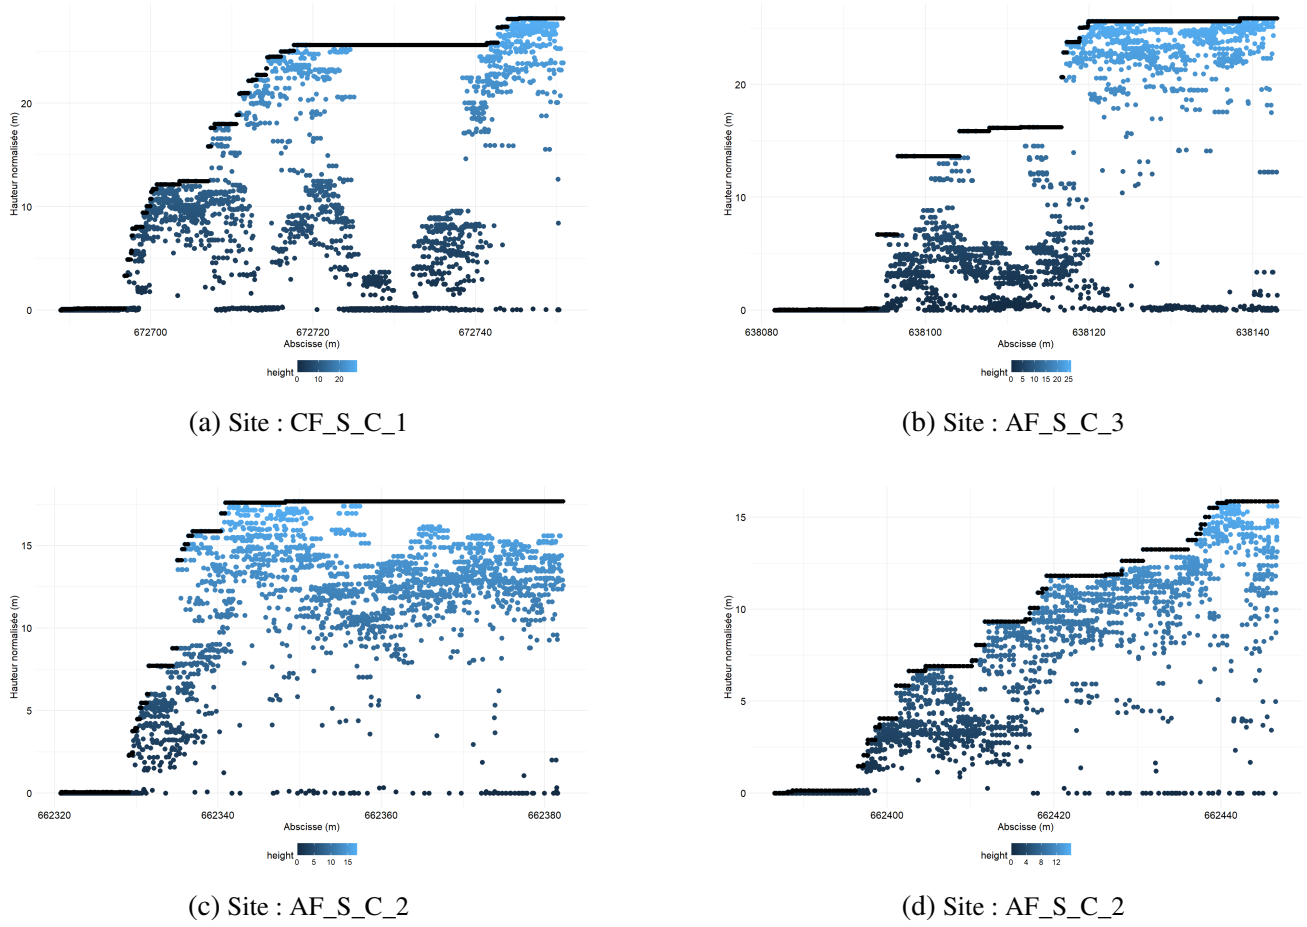 Hauteur normalisée (m)
20
10
0
672700 672720 672740
Abscisse (m)
height
0 10 20
(a) Site : CF_S_C_1
Hauteur normalisée (m)
20
10
0
638080 638100 638120 638140
Abscisse (m)
height
0 5 10 15 20 25
(b) Site : AF_S_C_3
Hauteur normalisée (m)
15
10
5
0
662320 662340 662360 662380
Abscisse (m)
height
0 5 10 15
(c) Site : AF_S_C_2
Hauteur normalisée (m)
15
10
5
0
662400 662420 662440
Abscisse (m)
height
0 4 8 12
(d) Site : AF_S_C_2